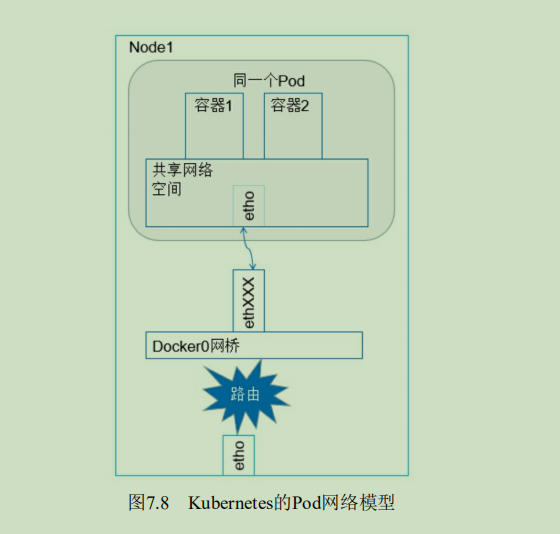 Node1
同一个Pod
容器1
容器2
共享网络
空间
etho
ethXXX
Docker0网桥
路由
etho
图7.8 Kubernetes的Pod网络模型